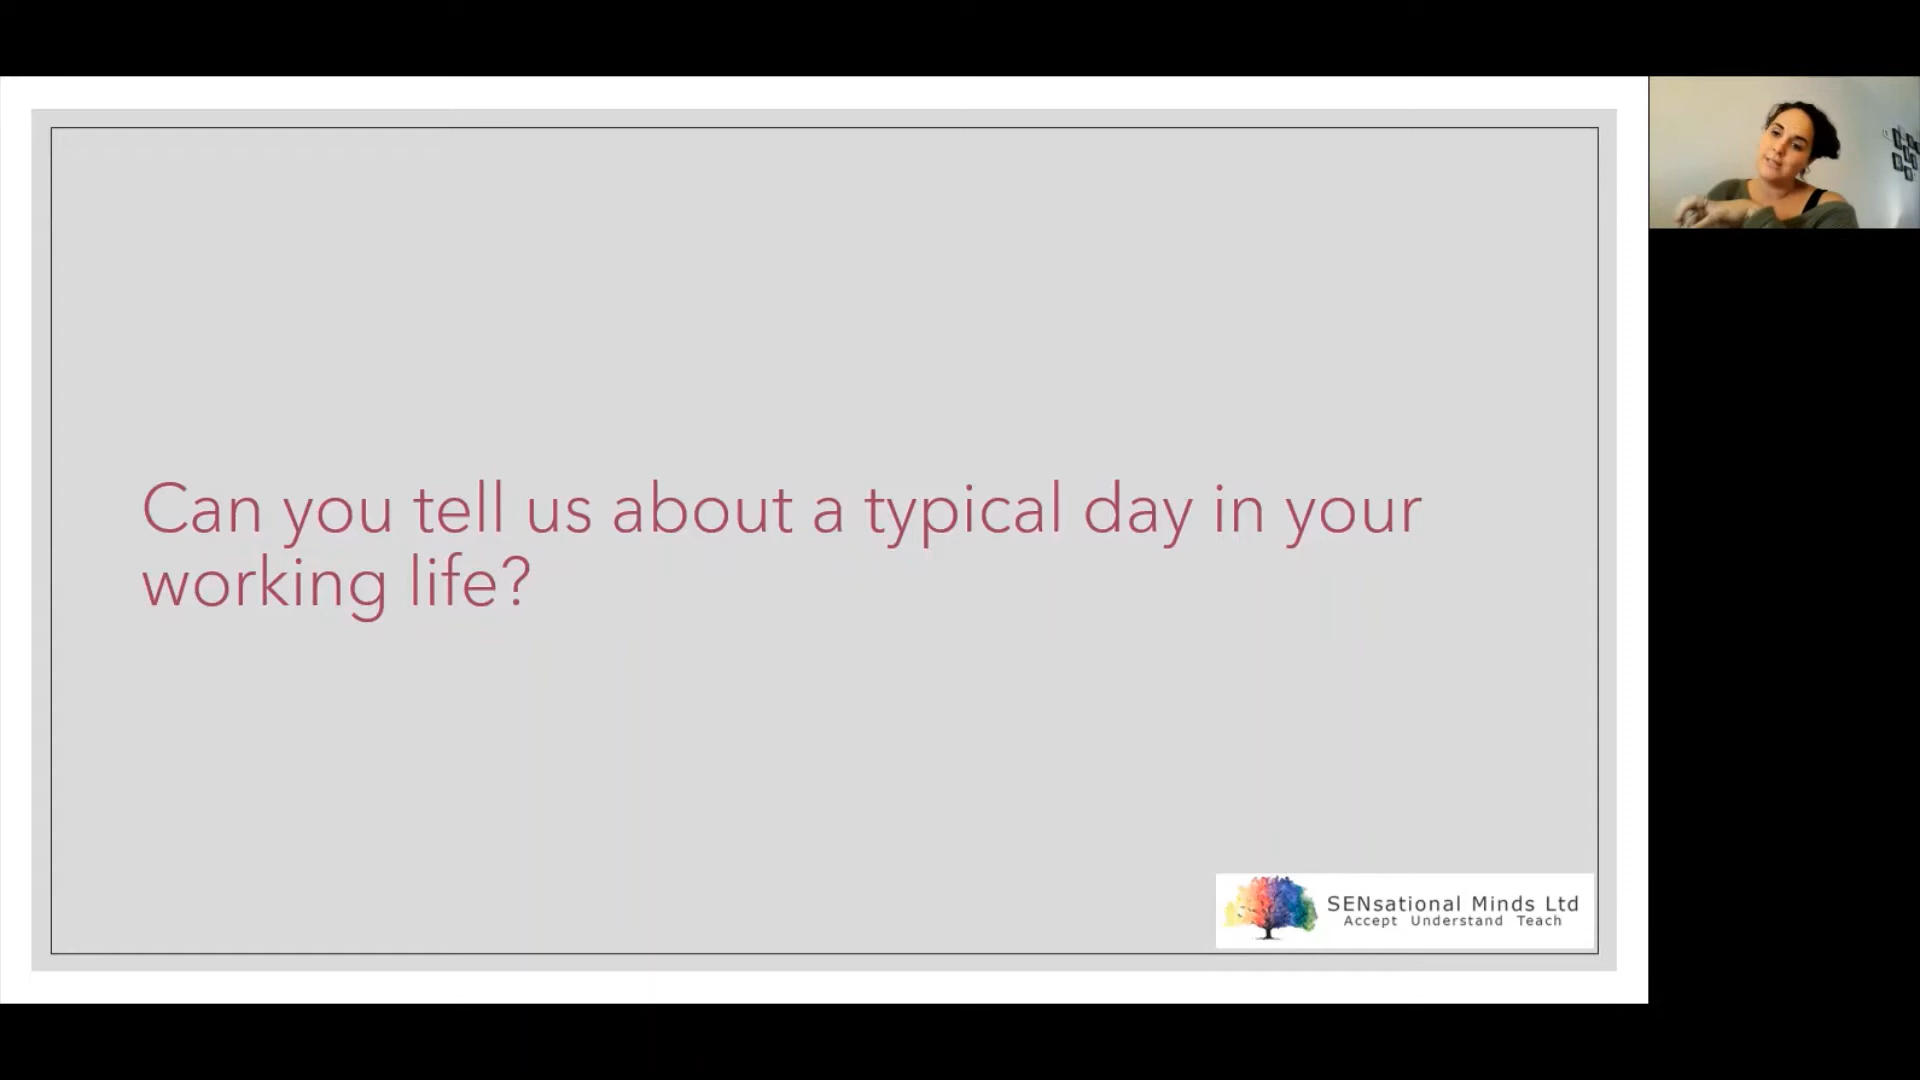 Can you tell us about a typical day in your
working life?
SENsational Minds Ltd
Accept Understand Teach